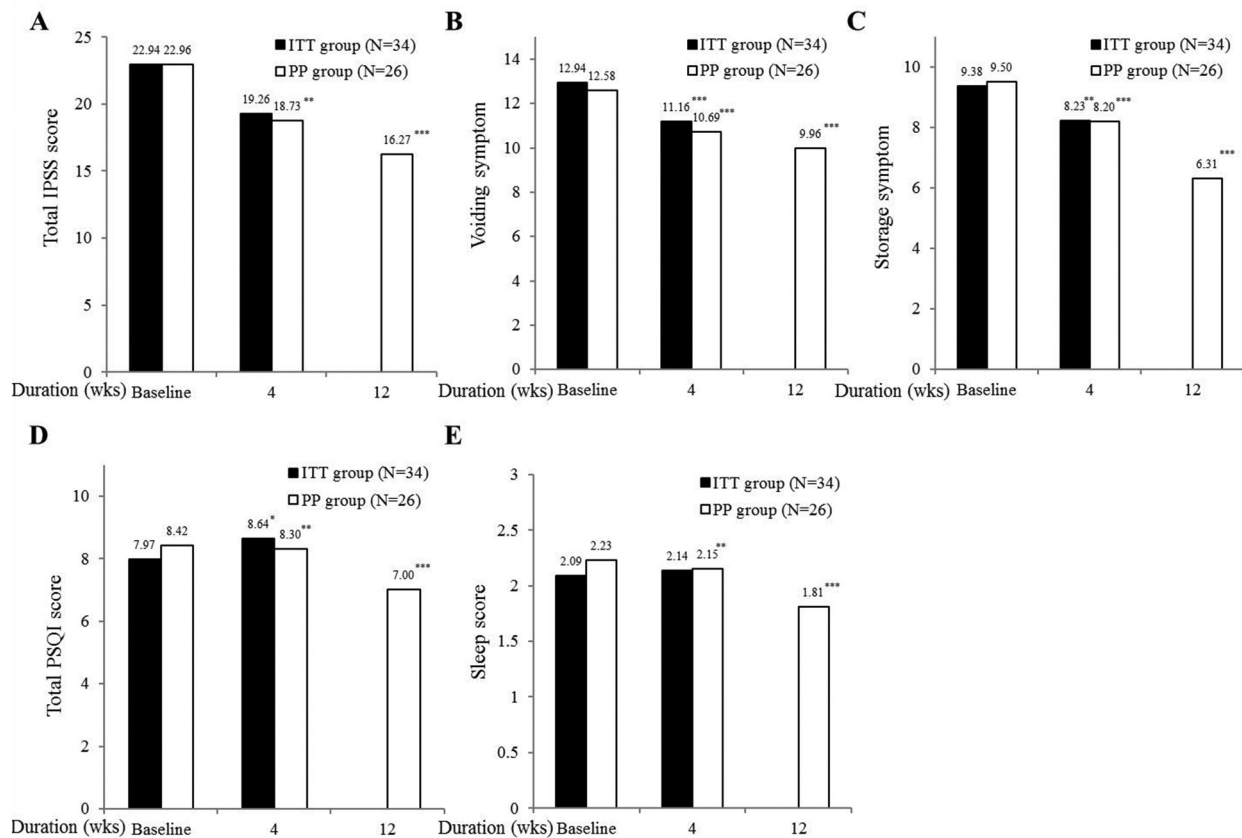 A
ITT group (N=34)
PP group (N=26)
Total IPSS score
25
20
15
10
5
0
22.94 22.96
19.26
18.73 **
16.27 ***
Duration (wks) Baseline 4 12
B
ITT group (N=34)
PP group (N=26)
Voiding symptom
14
12
10
8
6
4
2
0
12.94
12.58
11.16 ***
10.69 ***
9.96 ***
Duration (wks) Baseline 4 12
C
ITT group (N=34)
PP group (N=26)
Storage symptom
10
8
6
4
2
0
9.38 9.50
8.23 ** 8.20 ***
6.31 ***
Duration (wks) Baseline 4 12
D
ITT group (N=34)
PP group (N=26)
Total PSQI score
10
8
6
4
2
0
7.97
8.42
8.64 *
8.30 **
7.00 ***
Duration (wks) Baseline 4 12
E
ITT group (N=34)
PP group (N=26)
Sleep score
3
2.5
2
1.5
1
0.5
0
2.09
2.23
2.14 2.15 **
1.81 ***
Duration (wks) Baseline 4 12